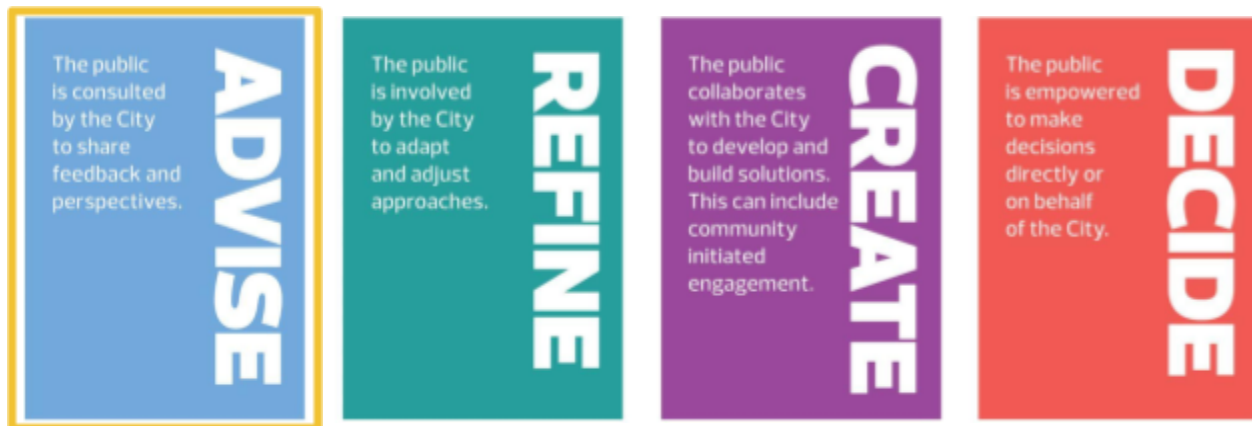 The public
is consulted
by the City
to share
feedback and
perspectives.
ADVISE
The public
is involved
by the City
to adapt
and adjust
approaches.
REFINE
The public
collaborates
with the City
to develop and
build solutions.
This can include
community
initiated
engagement.
CREATE
The public
is empowered
to make
decisions
directly or
on behalf
of the City.
DECIDE